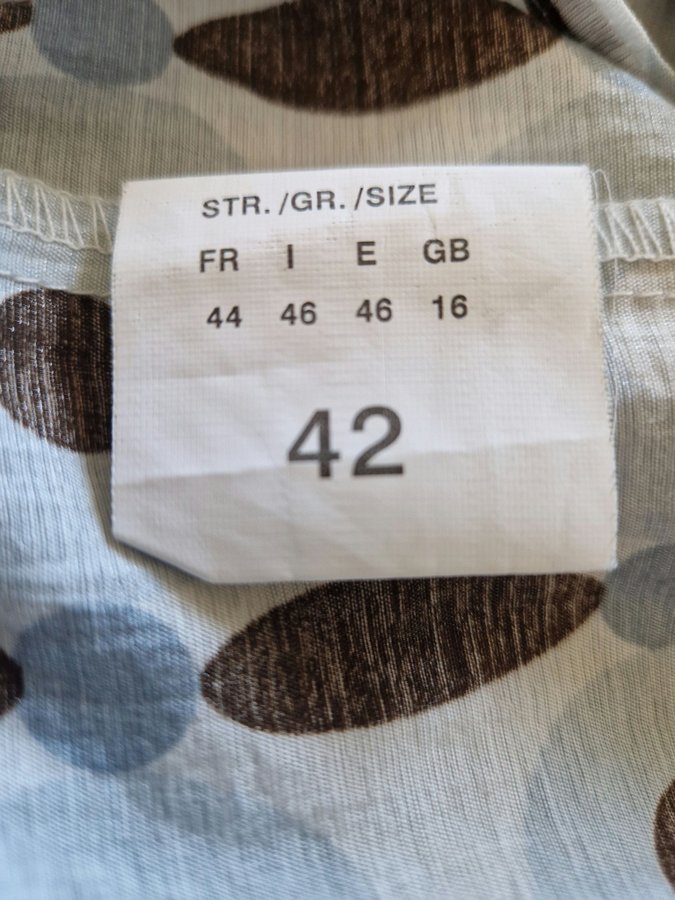 STR. /GR. /SIZE
FR I E GB
44 46 46 16
42